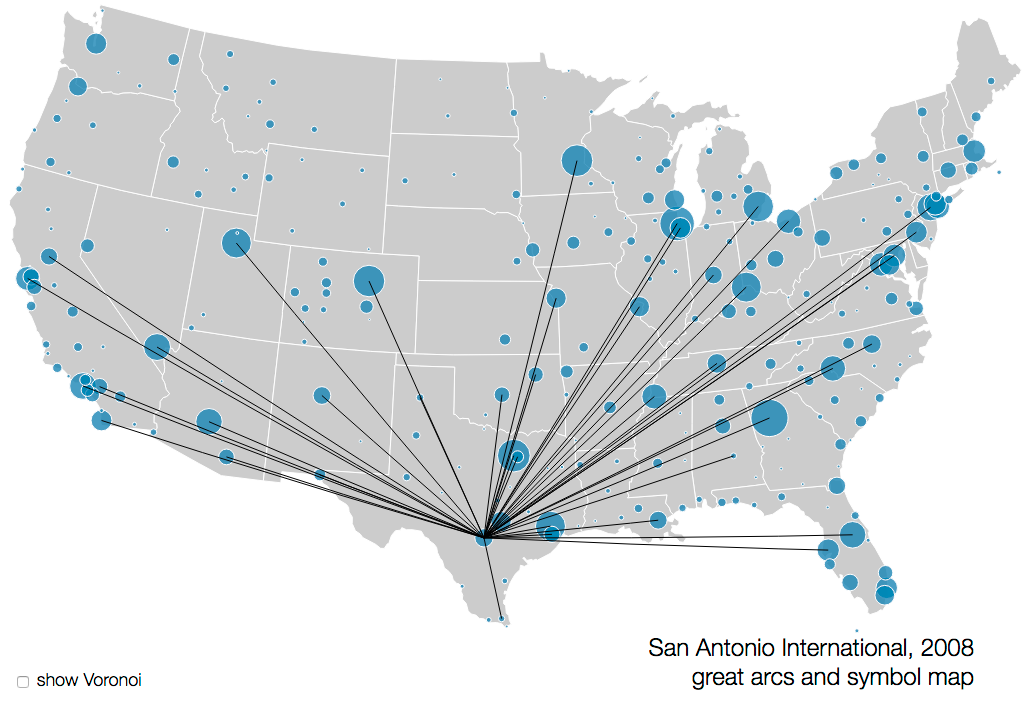 San Antonio International, 2008
great arcs and symbol map
show Voronoi